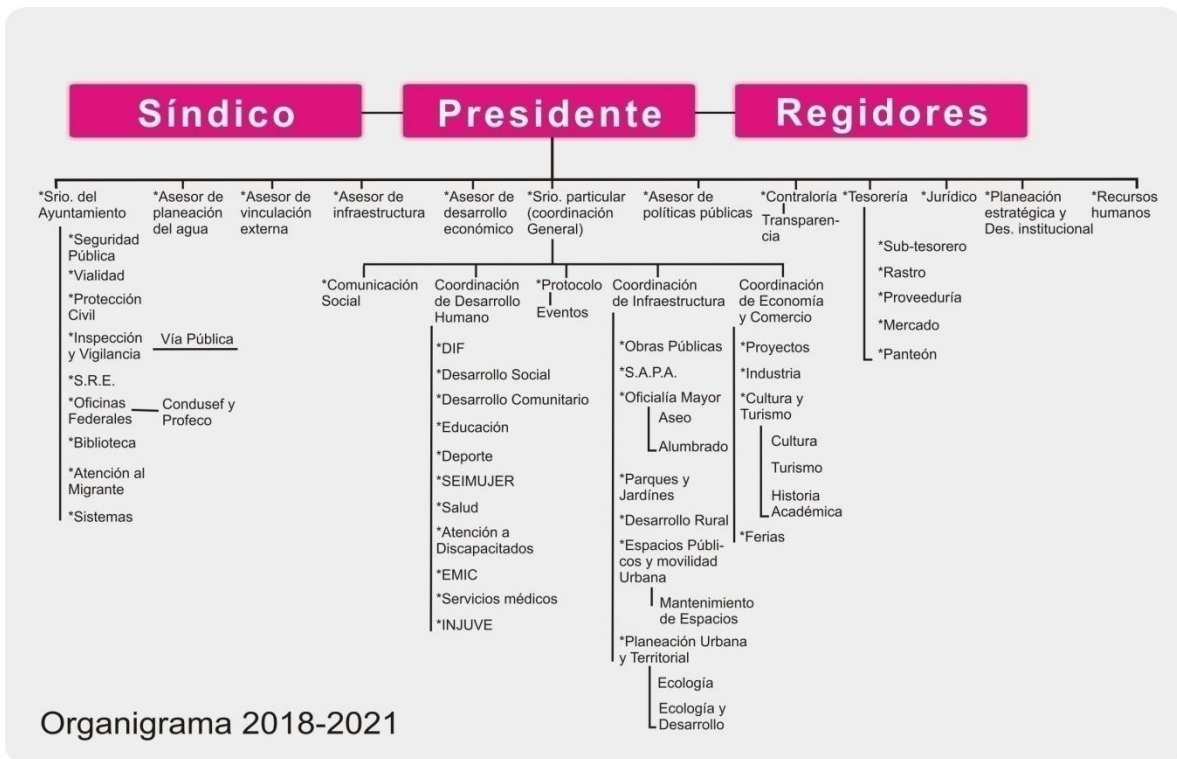 Síndico
Presidente
Regidores
*Srio. del
Ayuntamiento
*Seguridad
Pública
*Vialidad
*Protección
Civil
*Inspección
y Vigilancia
Vía Pública
*S.R.E.
*Oficinas
Federales
Condusef y
Profeco
*Biblioteca
*Atención al
Migrante
*Sistemas
*Asesor de
planeación
del agua
*Asesor de
vinculación
externa
*Asesor de
infraestructura
*Asesor de
desarrollo
económico
*Srio. particular
(coordinación
General)
*Comunicación
Social
Coordinación
de Desarrollo
Humano
*DIF
*Desarrollo Social
*Desarrollo Comunitario
*Educación
*Deporte
*SEIMUJER
*Salud
*Atención a
Discapacitados
*EMIC
*Servicios médicos
*INJUVE
*Protocolo
Eventos
Coordinación
de Infraestructura
*Obras Públicas
*S.A.P.A.
*Oficialía Mayor
Aseo
Alumbrado
*Parques y
Jardínes
*Desarrollo Rural
*Espacios Públi-
cos y movilidad
Urbana
Mantenimiento
de Espacios
*Planeación Urbana
y Territorial
Ecología
Ecología y
Desarrollo
Coordinación
de Economía
y Comercio
*Proyectos
*Industria
*Cultura y
Turismo
Cultura
Turismo
Historia
Académica
*Ferias
*Asesor de
políticas públicas
*Contraloría
Transparen-
cia
*Tesorería
*Sub-tesorero
*Rastro
*Proveeduría
*Mercado
*Panteón
*Jurídico
*Planeación
estratégica y
Des. institucional
*Recursos
humanos
Organigrama 2018-2021